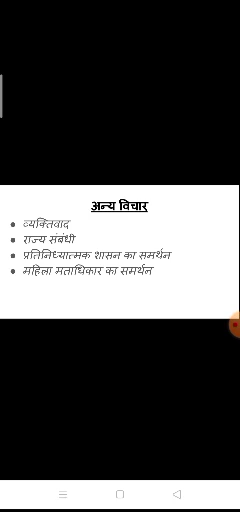 अन्य विचार
• व्यक्तिवाद
• राज्य संबंधी
• प्रतिनिध्यात्मक शासन का समर्थन
• महिला मताधिकार का समर्थन